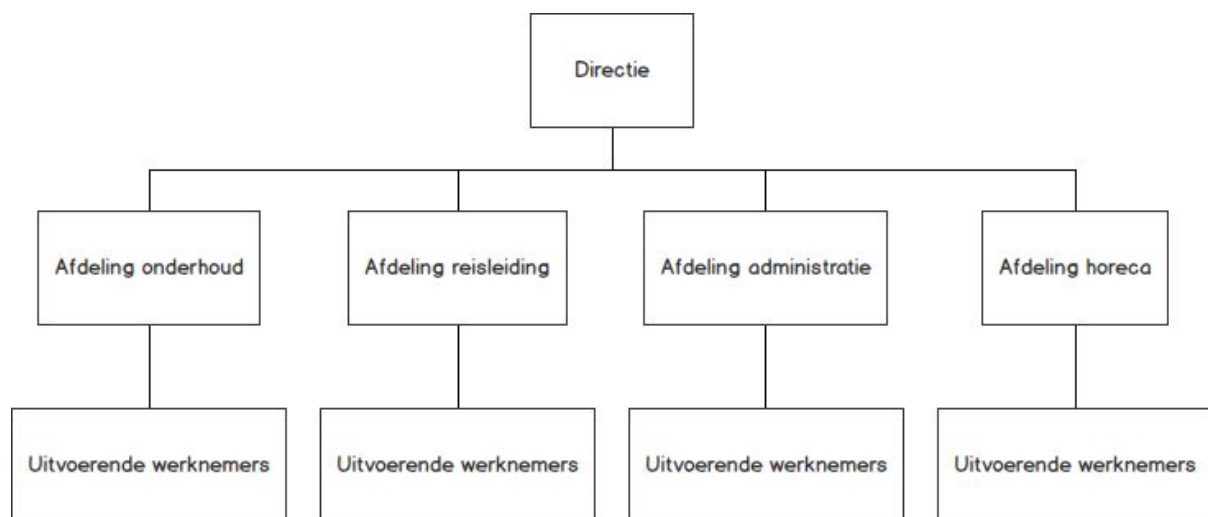 Directie
Afdeling onderhoud
Afdeling reisleiding
Afdeling administratie
Afdeling horeca
Uitvoerende werknemers
Uitvoerende werknemers
Uitvoerende werknemers
Uitvoerende werknemers